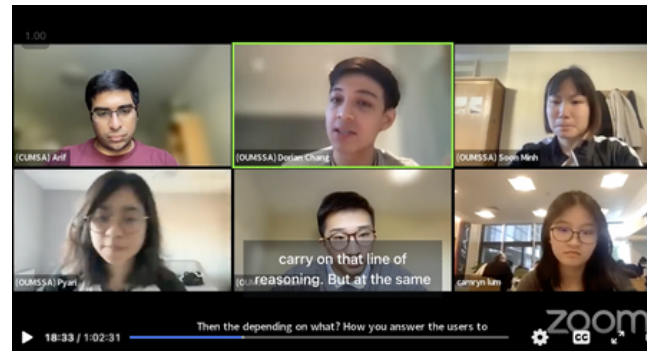 1.00
(CUMSA) Arif
(OUMSSA) Dorian Chang
(OUMSSA) Soon Minh
(OUMSSA) Pyari
carry on that line of
reasoning. But at the same
camryn lum
zoom
Then the depending on what? How you answer the users to
18:33 / 1:02:31
CC